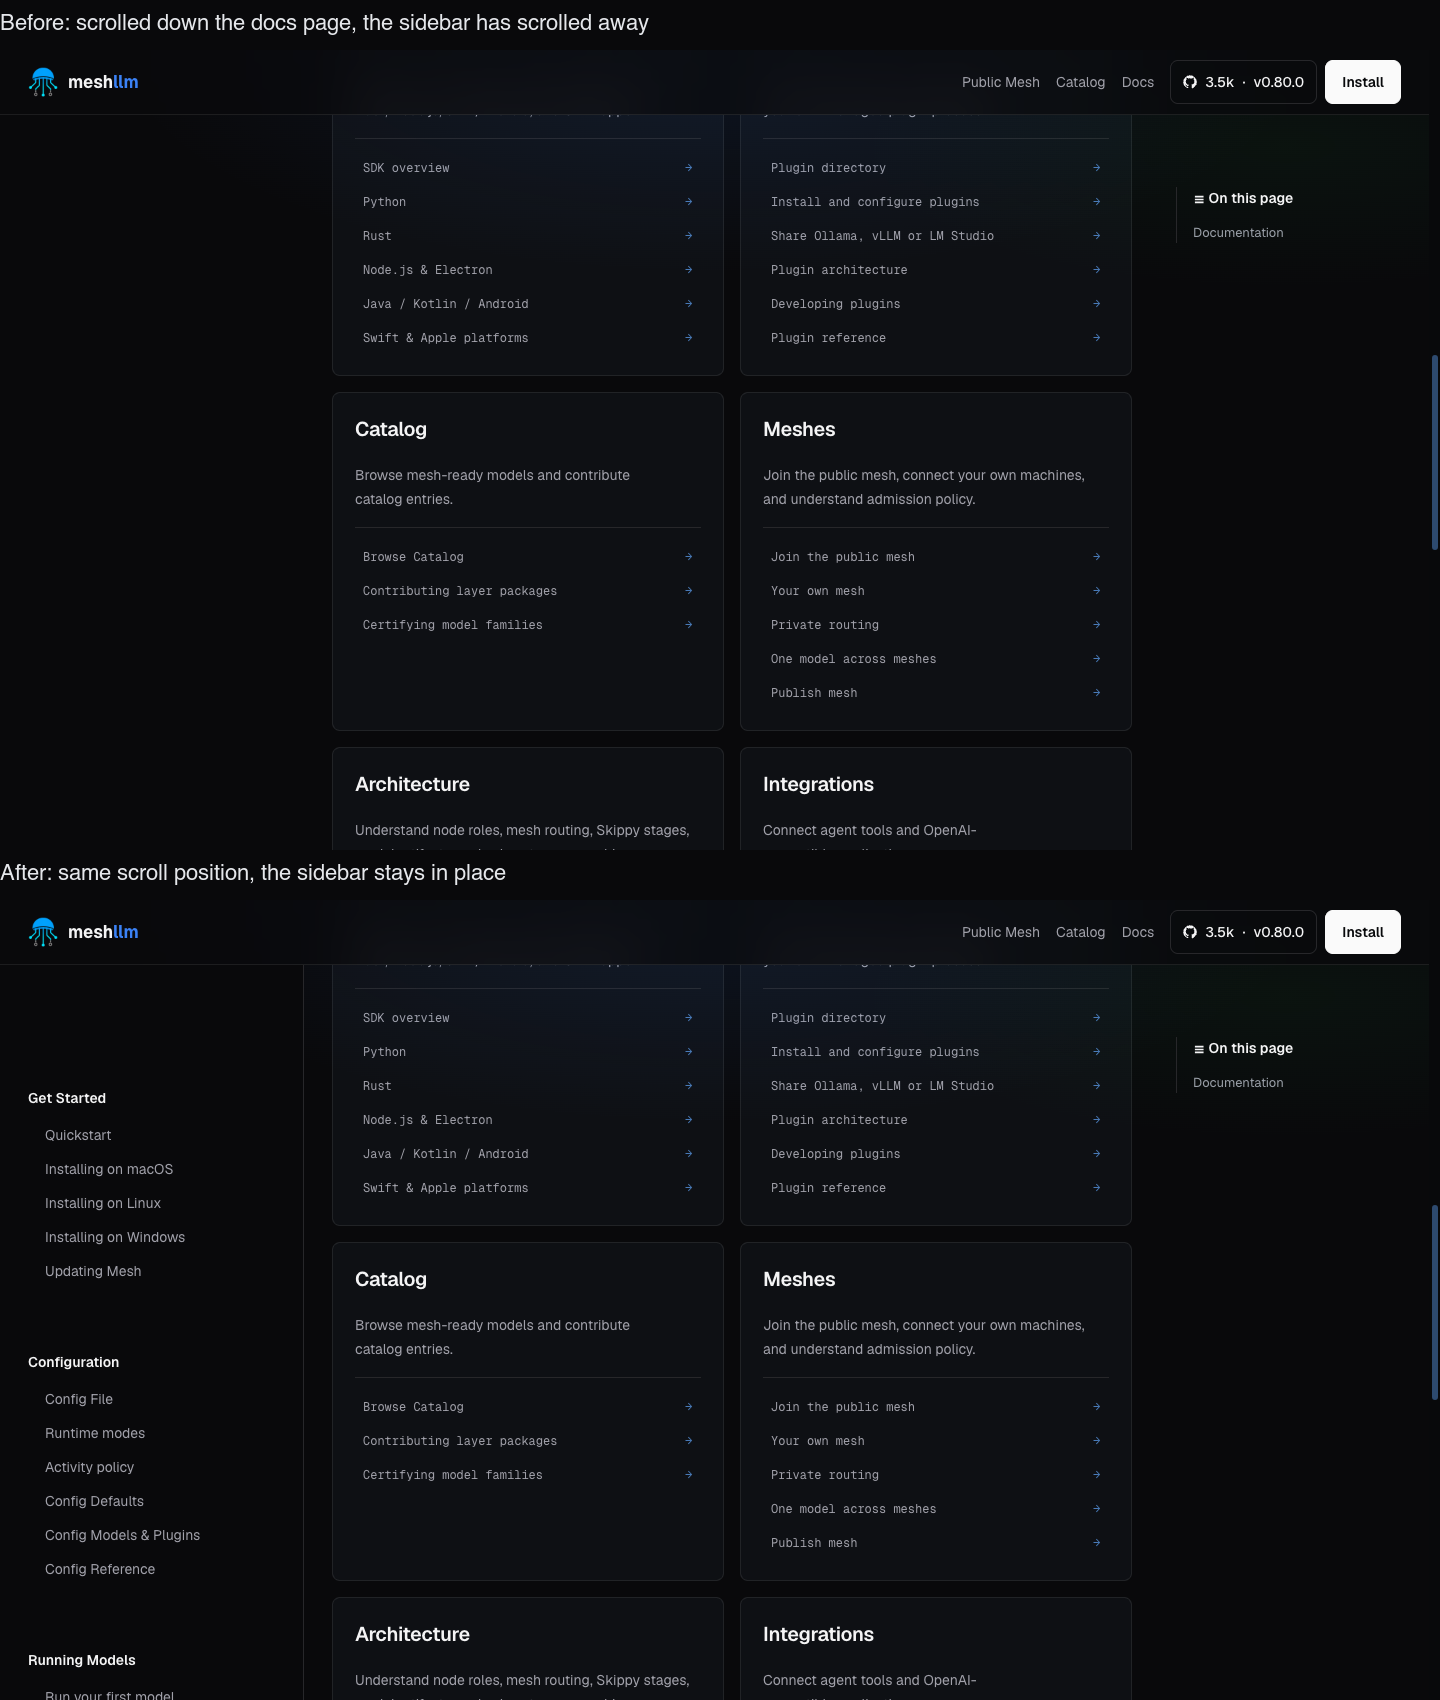 Before: scrolled down the docs page, the sidebar has scrolled away
meshllm
Public Mesh Catalog Docs 3.5k · v0.80.0 Install
SDK overview →
Python →
Rust →
Node.js & Electron →
Java / Kotlin / Android →
Swift & Apple platforms →
Plugin directory →
Install and configure plugins →
Share Ollama, vLLM or LM Studio →
Plugin architecture →
Developing plugins →
Plugin reference →
On this page
Documentation
Catalog
Browse mesh-ready models and contribute
catalog entries.
Browse Catalog →
Contributing layer packages →
Certifying model families →
Meshes
Join the public mesh, connect your own machines,
and understand admission policy.
Join the public mesh →
Your own mesh →
Private routing →
One model across meshes →
Publish mesh →
Architecture
Understand node roles, mesh routing, Skippy stages,
Integrations
Connect agent tools and OpenAI-
After: same scroll position, the sidebar stays in place
meshllm
Public Mesh Catalog Docs 3.5k · v0.80.0 Install
Get Started
Quickstart
Installing on macOS
Installing on Linux
Installing on Windows
Updating Mesh
Configuration
Config File
Runtime modes
Activity policy
Config Defaults
Config Models & Plugins
Config Reference
Running Models
Run your first model
SDK overview →
Python →
Rust →
Node.js & Electron →
Java / Kotlin / Android →
Swift & Apple platforms →
Plugin directory →
Install and configure plugins →
Share Ollama, vLLM or LM Studio →
Plugin architecture →
Developing plugins →
Plugin reference →
On this page
Documentation
Catalog
Browse mesh-ready models and contribute
catalog entries.
Browse Catalog →
Contributing layer packages →
Certifying model families →
Meshes
Join the public mesh, connect your own machines,
and understand admission policy.
Join the public mesh →
Your own mesh →
Private routing →
One model across meshes →
Publish mesh →
Architecture
Understand node roles, mesh routing, Skippy stages,
Integrations
Connect agent tools and OpenAI-